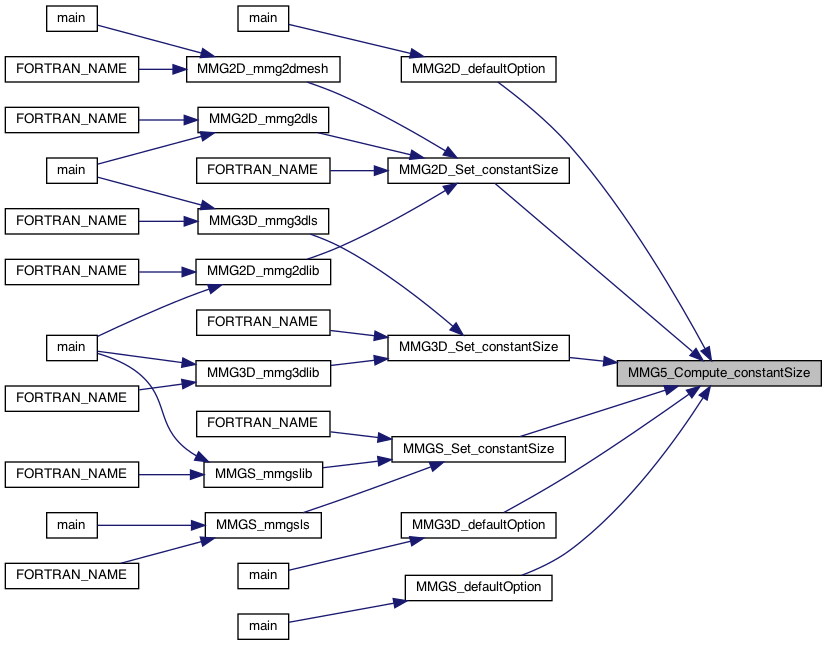 main
main
FORTRAN_NAME
MMG2D_mmg2dmesh
MMG2D_defaultOption
FORTRAN_NAME
MMG2D_mmg2dls
main
FORTRAN_NAME
MMG2D_Set_constantSize
FORTRAN_NAME
MMG3D_mmg3dls
FORTRAN_NAME
MMG2D_mmg2dlib
FORTRAN_NAME
main
MMG3D_Set_constantSize
MMG3D_mmg3dlib
MMG5_Compute_constantSize
FORTRAN_NAME
FORTRAN_NAME
MMGS_Set_constantSize
FORTRAN_NAME
MMGS_mmgslib
main
MMGS_mmgsls
MMG3D_defaultOption
FORTRAN_NAME
main
MMGS_defaultOption
main